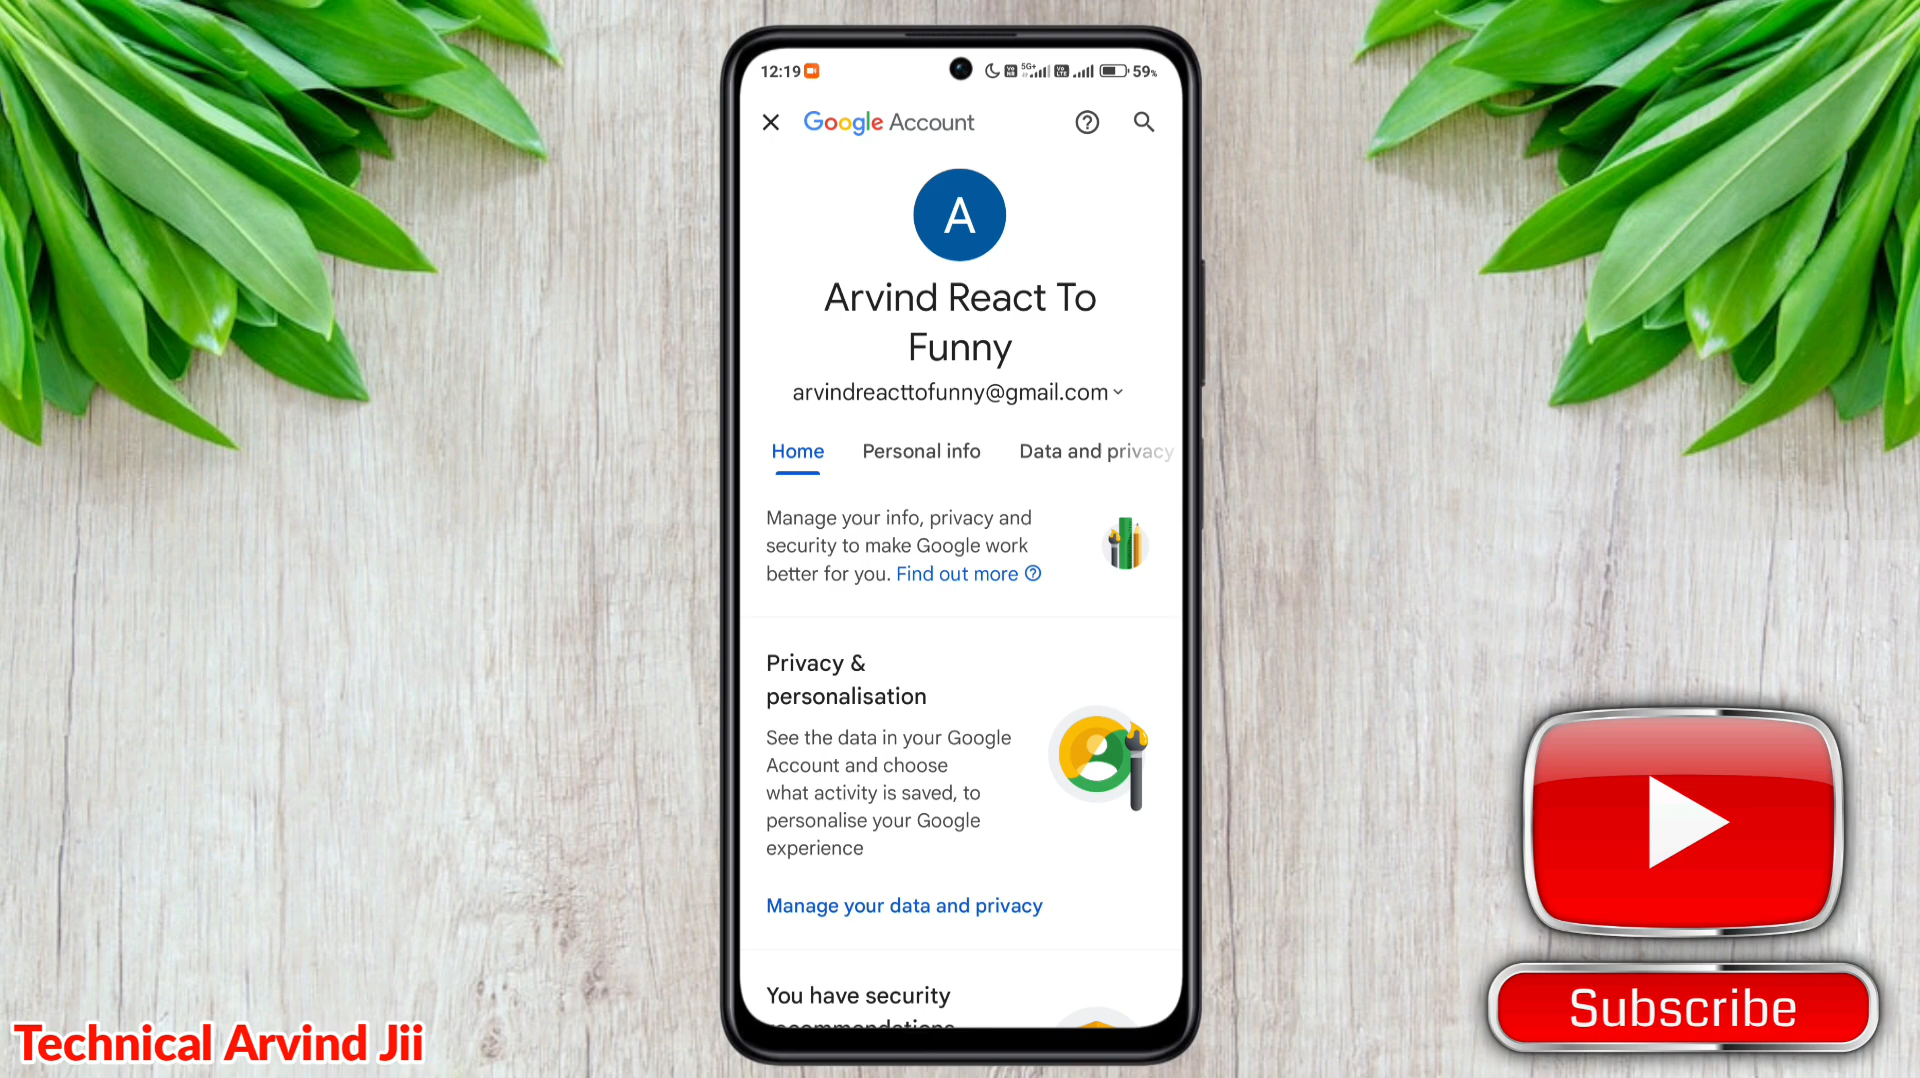 12:19
5G+
59%
Google Account
A
Arvind React To
Funny
arvindreacttofunny@gmail.com
Home Personal info Data and privacy
Manage your info, privacy and
security to make Google work
better for you. Find out more
Privacy &
personalisation
See the data in your Google
Account and choose
what activity is saved, to
personalise your Google
experience
Manage your data and privacy
You have security
recommendations
Subscribe
Technical Arvind Jii